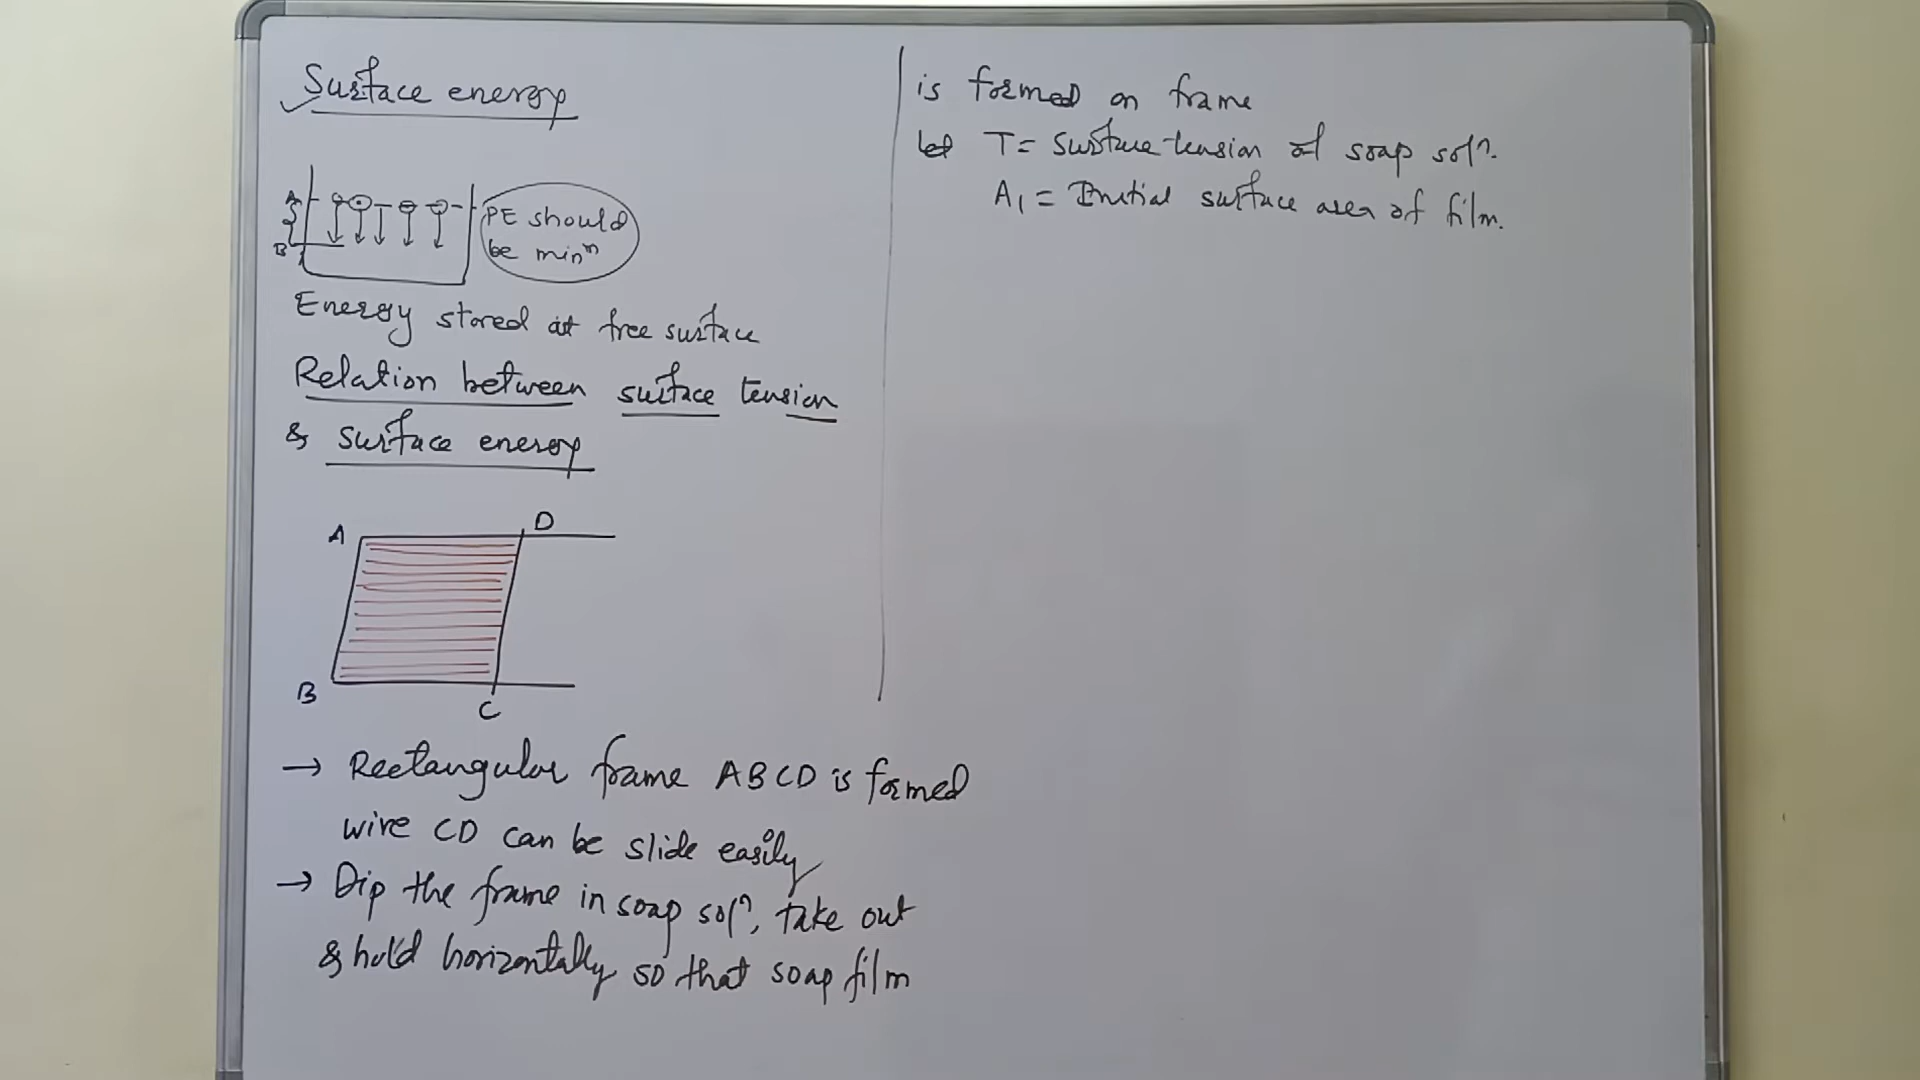 Surface energy
A
B
PE should
be minᵐ
Energy stored at free surface
Relation between surface tension
& surface energy
A
D
B
C
→ Rectangular frame ABCD is formed
wire CD can be slide easily
→ Dip the frame in soap solⁿ, take out
& hold horizontally so that soap film
is formed on frame
let T = surface tension of soap solⁿ.
A₁ = Initial surface area of film.